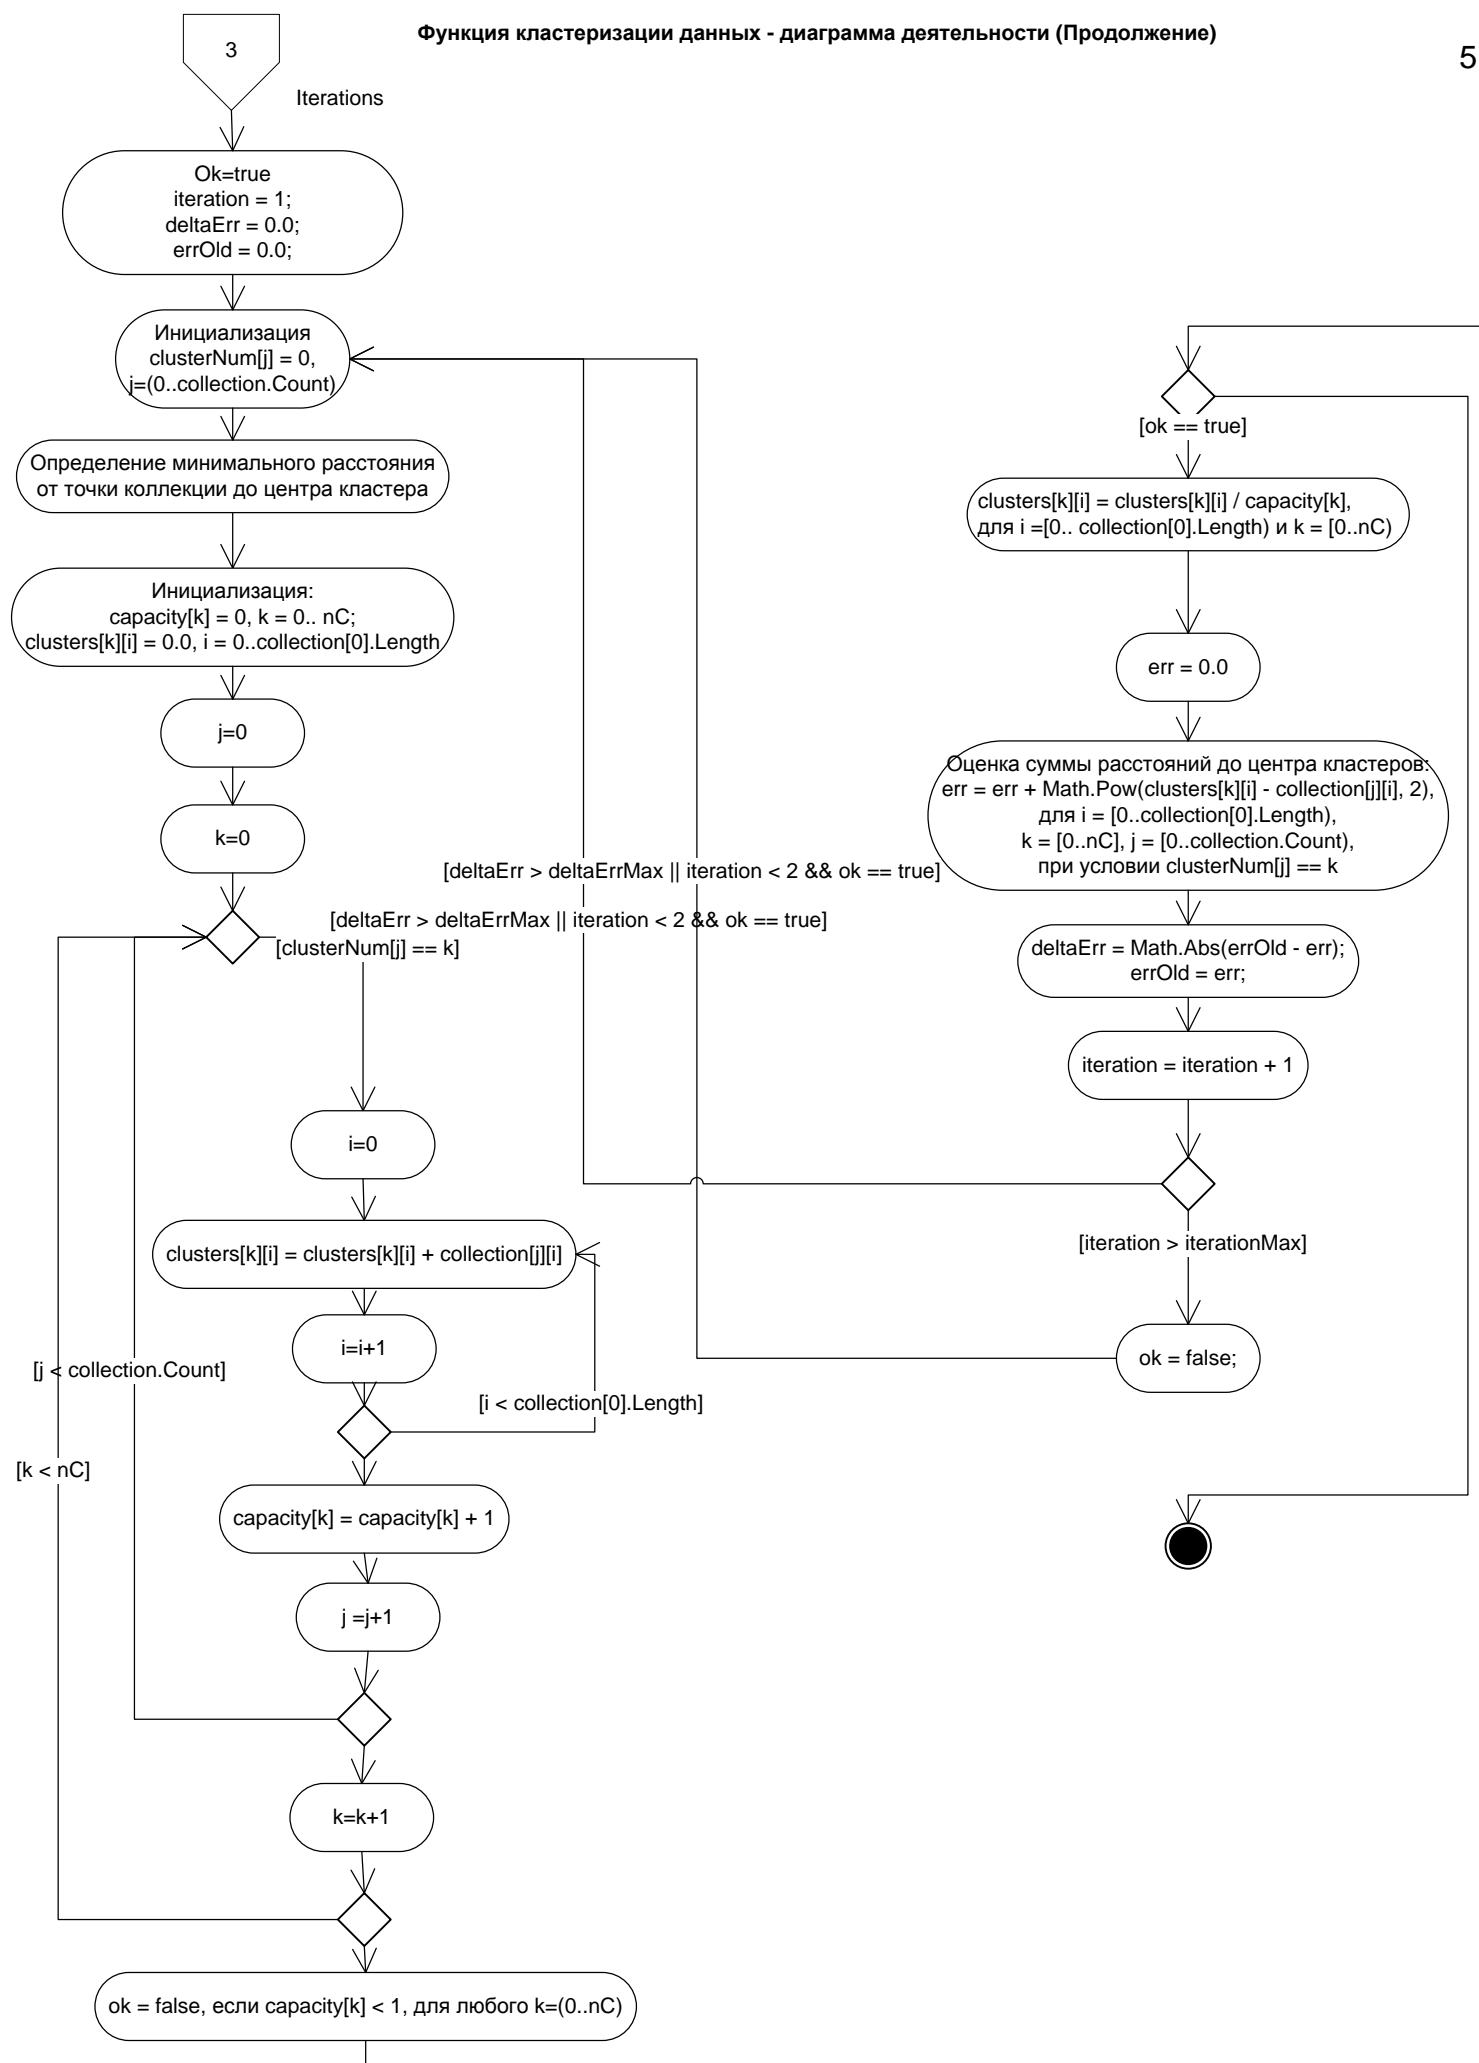 Функция кластеризации данных - диаграмма деятельности (Продолжение)
5
3
Iterations
Ok=true
iteration = 1;
deltaErr = 0.0;
errOld = 0.0;
Инициализация
clusterNum[j] = 0,
j=(0..collection.Count)
Определение минимального расстояния
от точки коллекции до центра кластера
Инициализация:
capacity[k] = 0, k = 0.. nC;
clusters[k][i] = 0.0, i = 0..collection[0].Length
j=0
k=0
[deltaErr > deltaErrMax || iteration < 2 && ok == true]
[deltaErr > deltaErrMax || iteration < 2 && ok == true]
[clusterNum[j] == k]
i=0
clusters[k][i] = clusters[k][i] + collection[j][i]
i=i+1
[j < collection.Count]
[i < collection[0].Length]
[k < nC]
capacity[k] = capacity[k] + 1
j =j+1
k=k+1
ok = false, если capacity[k] < 1, для любого k=(0..nC)
[ok == true]
clusters[k][i] = clusters[k][i] / capacity[k],
для i =[0.. collection[0].Length) и k = [0..nC)
err = 0.0
Оценка суммы расстояний до центра кластеров:
err = err + Math.Pow(clusters[k][i] - collection[j][i], 2),
для i = [0..collection[0].Length),
k = [0..nC], j = [0..collection.Count),
при условии clusterNum[j] == k
deltaErr = Math.Abs(errOld - err);
errOld = err;
iteration = iteration + 1
[iteration > iterationMax]
ok = false;